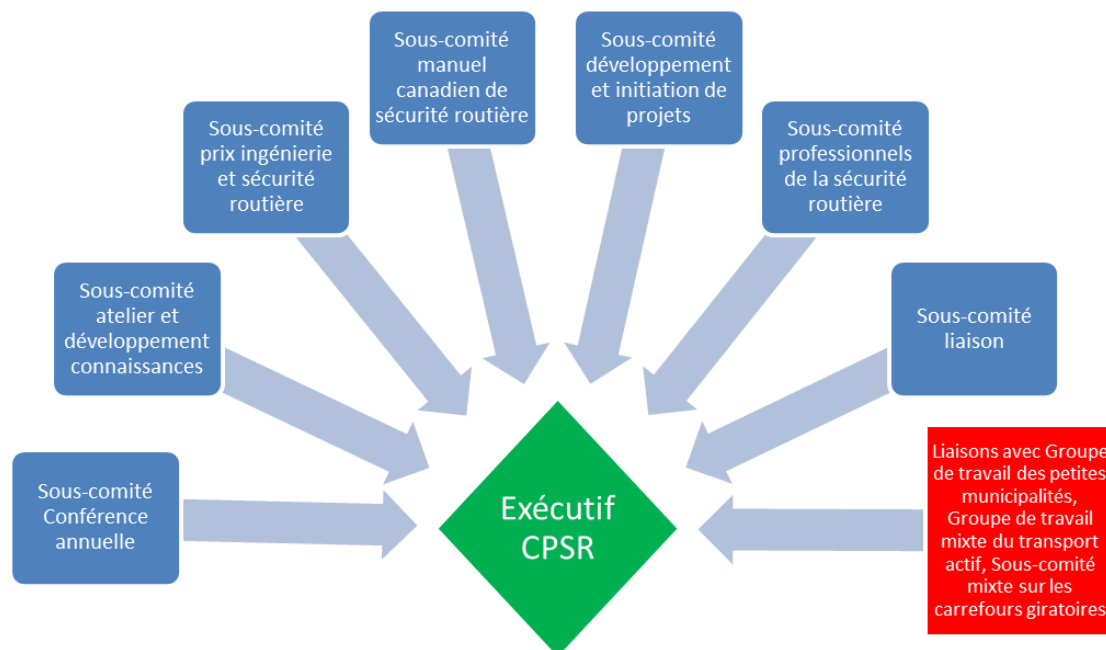 Sous-comité
manuel
canadien de
sécurité routière
Sous-comité
développement
et initiation de
projets
Sous-comité
prix ingénierie
et sécurité
routière
Sous-comité
professionnels
de la sécurité
routière
Sous-comité
atelier et
développement
connaissances
Sous-comité
liaison
Sous-comité
Conférence
annuelle
Exécutif
CPSR
Liaisons avec Groupe
de travail des petites
municipalités,
Groupe de travail
mixte du transport
actif, Sous-comité
mixte sur les
carrefours giratoires